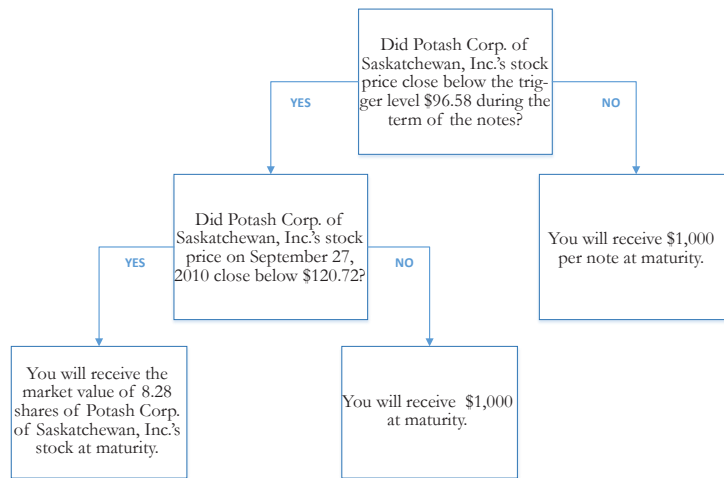 Did Potash Corp. of
Saskatchewan, Inc.'s stock
price close below the trig-
ger level $96.58 during the
term of the notes?
YES
NO
Did Potash Corp. of
Saskatchewan, Inc.'s stock
price on September 27,
2010 close below $120.72?
You will receive $1,000
per note at maturity.
YES
NO
You will receive the
market value of 8.28
shares of Potash Corp.
of Saskatchewan, Inc.'s
stock at maturity.
You will receive $1,000
at maturity.